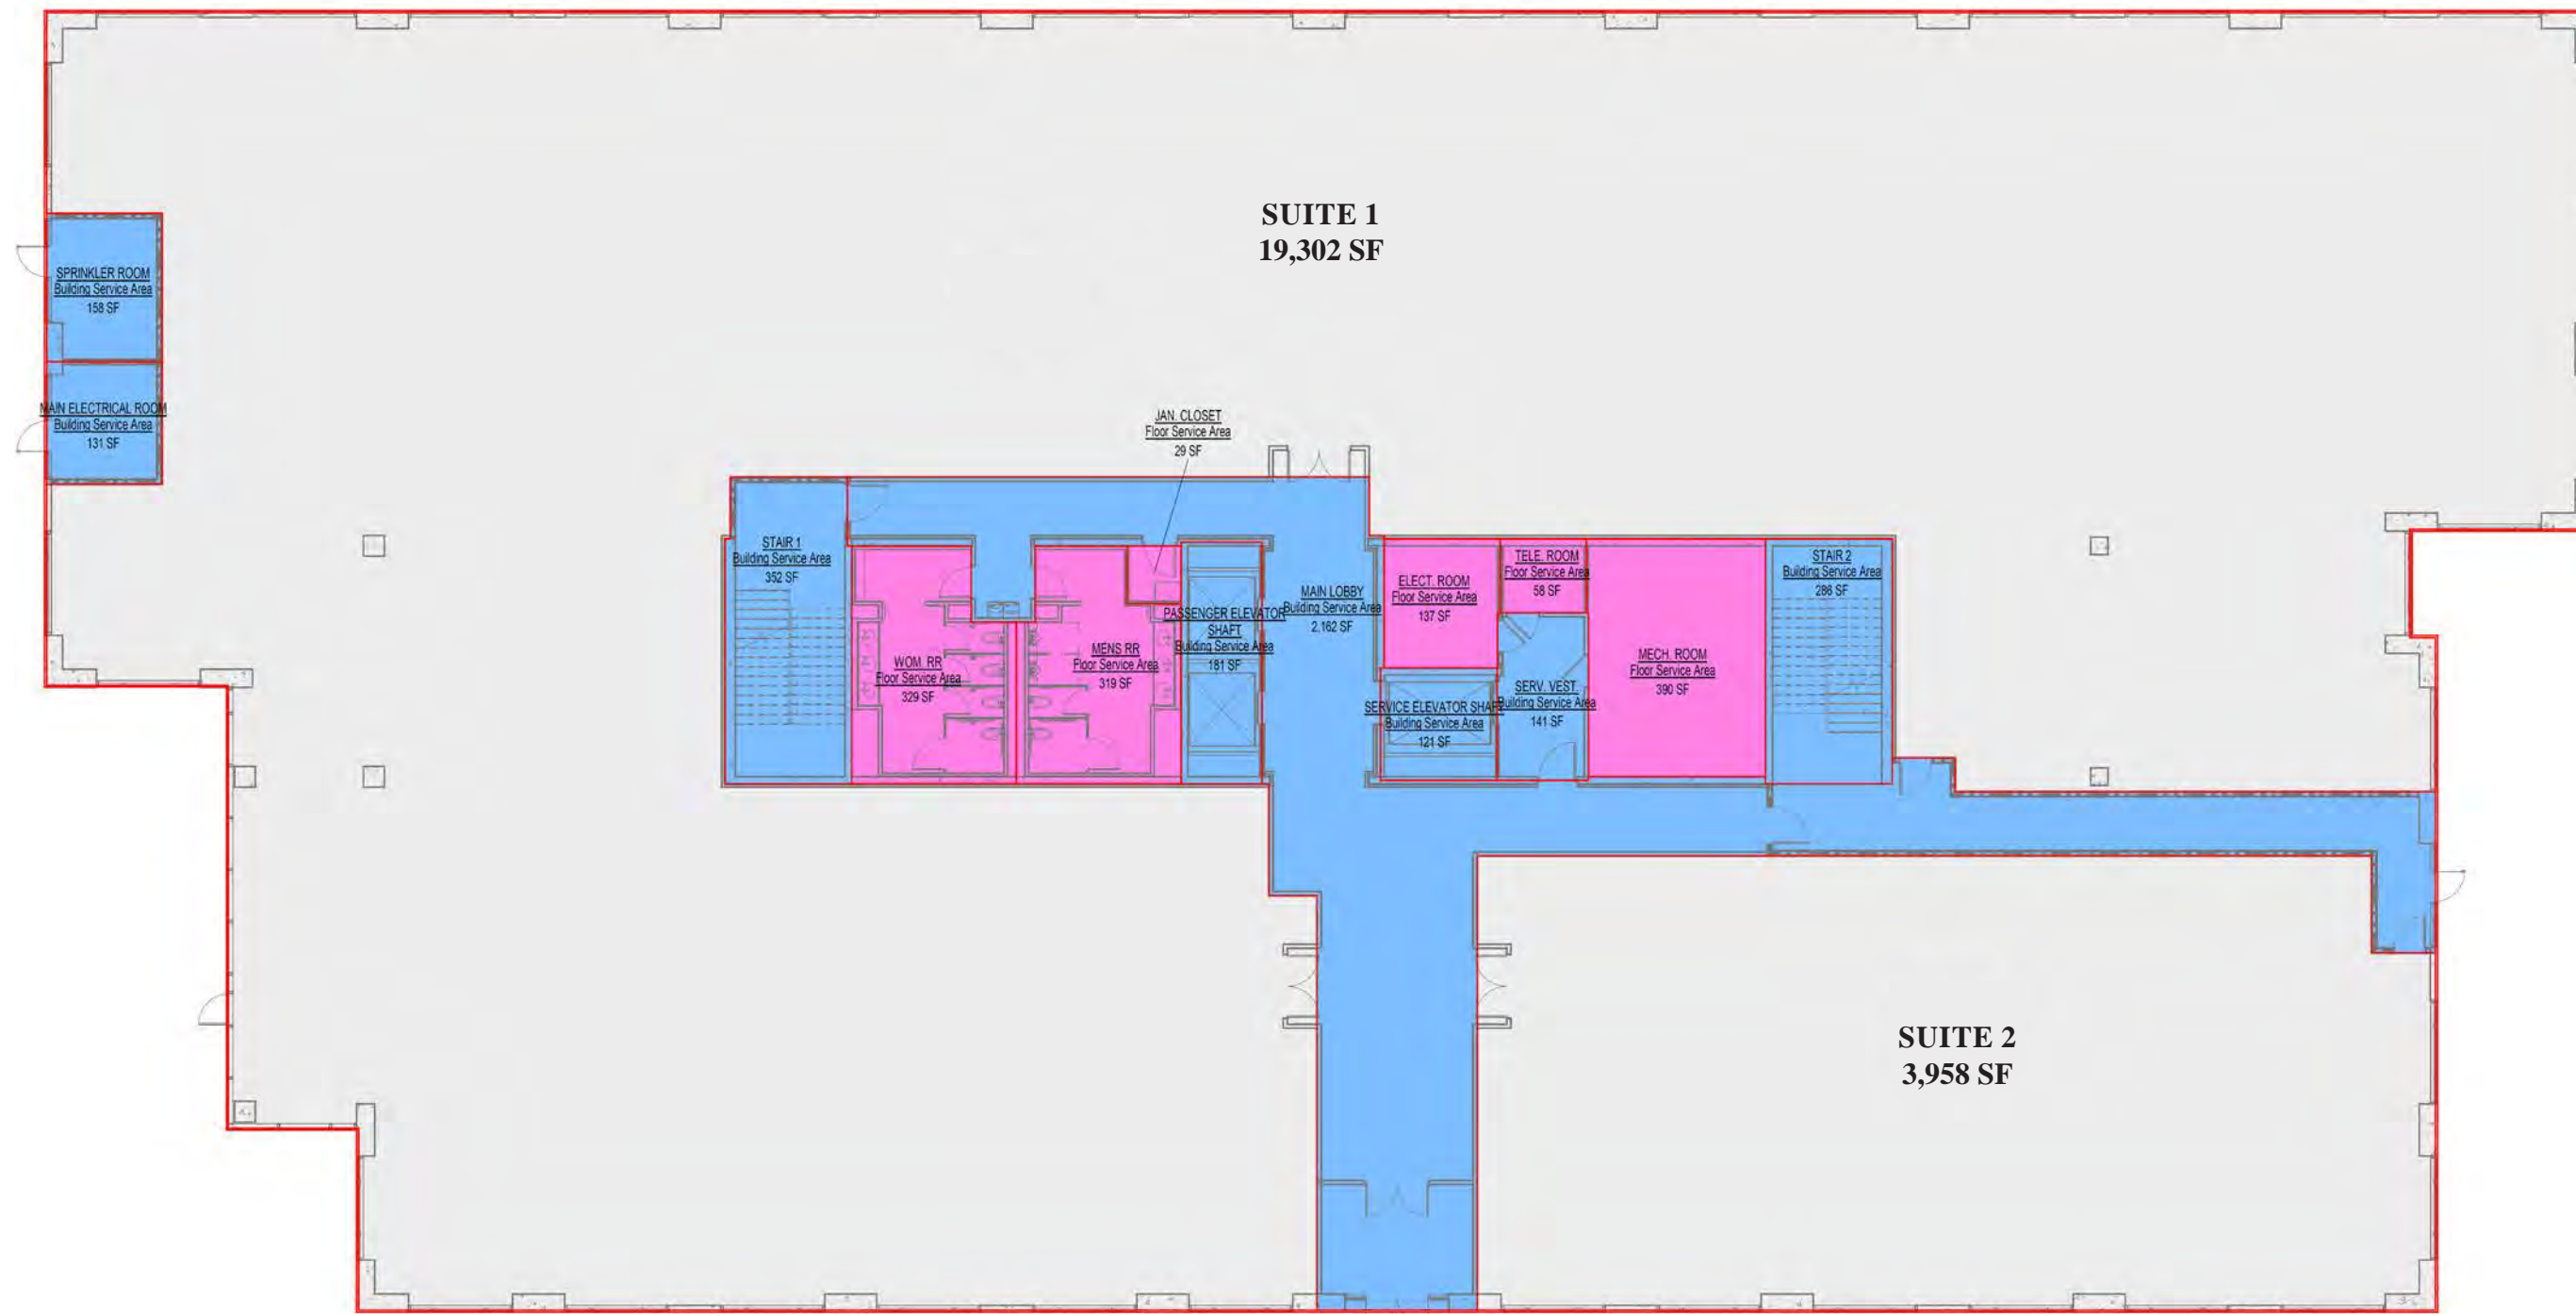 SUITE 1
19,302 SF
SPRINKLER ROOM
Building Service Area
158 SF
MAIN ELECTRICAL ROOM
Building Service Area
131 SF
JAN. CLOSET
Floor Service Area
29 SF
STAIR 1
Building Service Area
352 SF
WOM. RR
Floor Service Area
329 SF
MENS RR
Floor Service Area
319 SF
PASSENGER ELEVATOR
SHAFT
Building Service Area
181 SF
MAIN LOBBY
Building Service Area
2,162 SF
ELECT. ROOM
Floor Service Area
137 SF
TELE. ROOM
Floor Service Area
58 SF
SERVICE ELEVATOR SHAFT
Building Service Area
121 SF
SERV. VEST.
Building Service Area
141 SF
MECH. ROOM
Floor Service Area
390 SF
STAIR 2
Building Service Area
286 SF
SUITE 2
3,958 SF